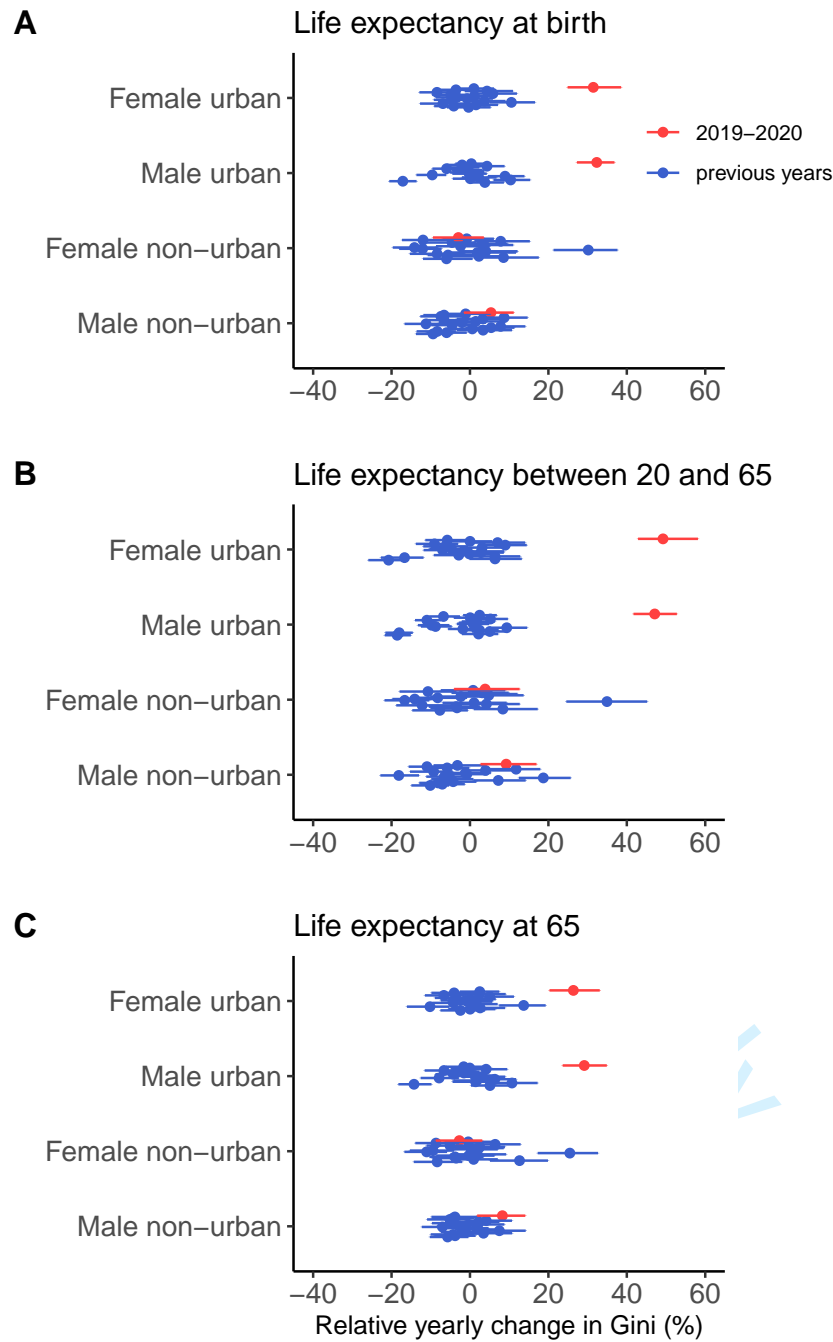 A
Life expectancy at birth
Female urban
Male urban
Female non−urban
Male non−urban
2019−2020
previous years
−40 −20 0 20 40 60
B
Life expectancy between 20 and 65
Female urban
Male urban
Female non−urban
Male non−urban
−40 −20 0 20 40 60
C
Life expectancy at 65
Female urban
Male urban
Female non−urban
Male non−urban
−40 −20 0 20 40 60
Relative yearly change in Gini (%)